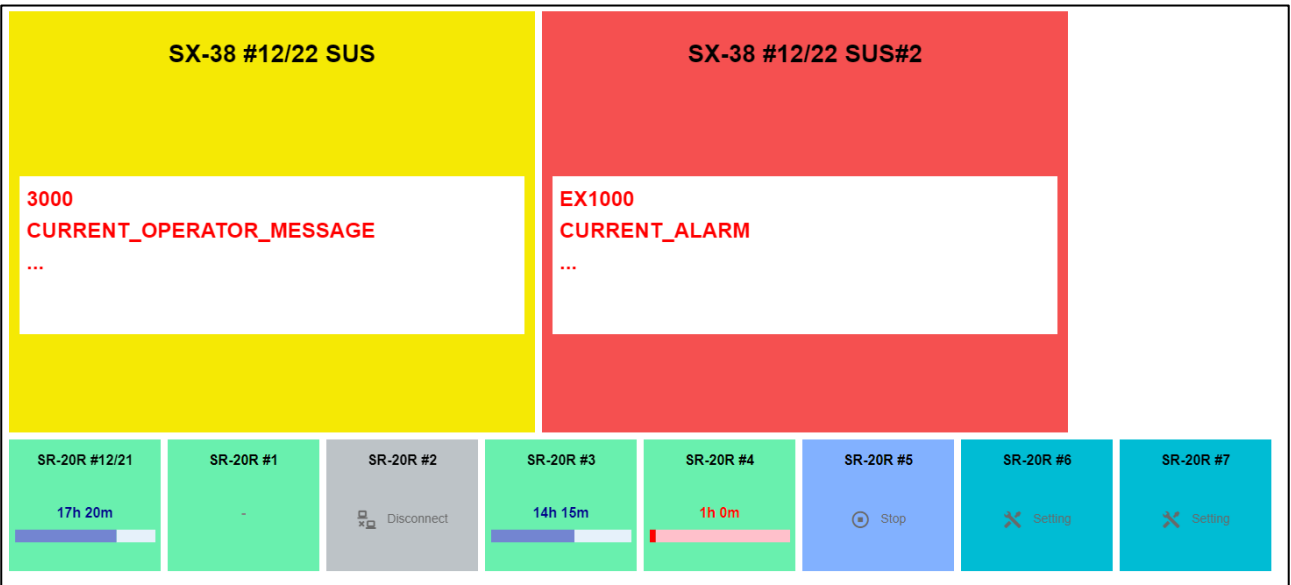 SX-38 #12/22 SUS
3000
CURRENT_OPERATOR_MESSAGE
...
SX-38 #12/22 SUS#2
EX1000
CURRENT_ALARM
...
SR-20R #12/21
17h 20m
SR-20R #1
-
SR-20R #2
Disconnect
SR-20R #3
14h 15m
SR-20R #4
1h 0m
SR-20R #5
Stop
SR-20R #6
Setting
SR-20R #7
Setting